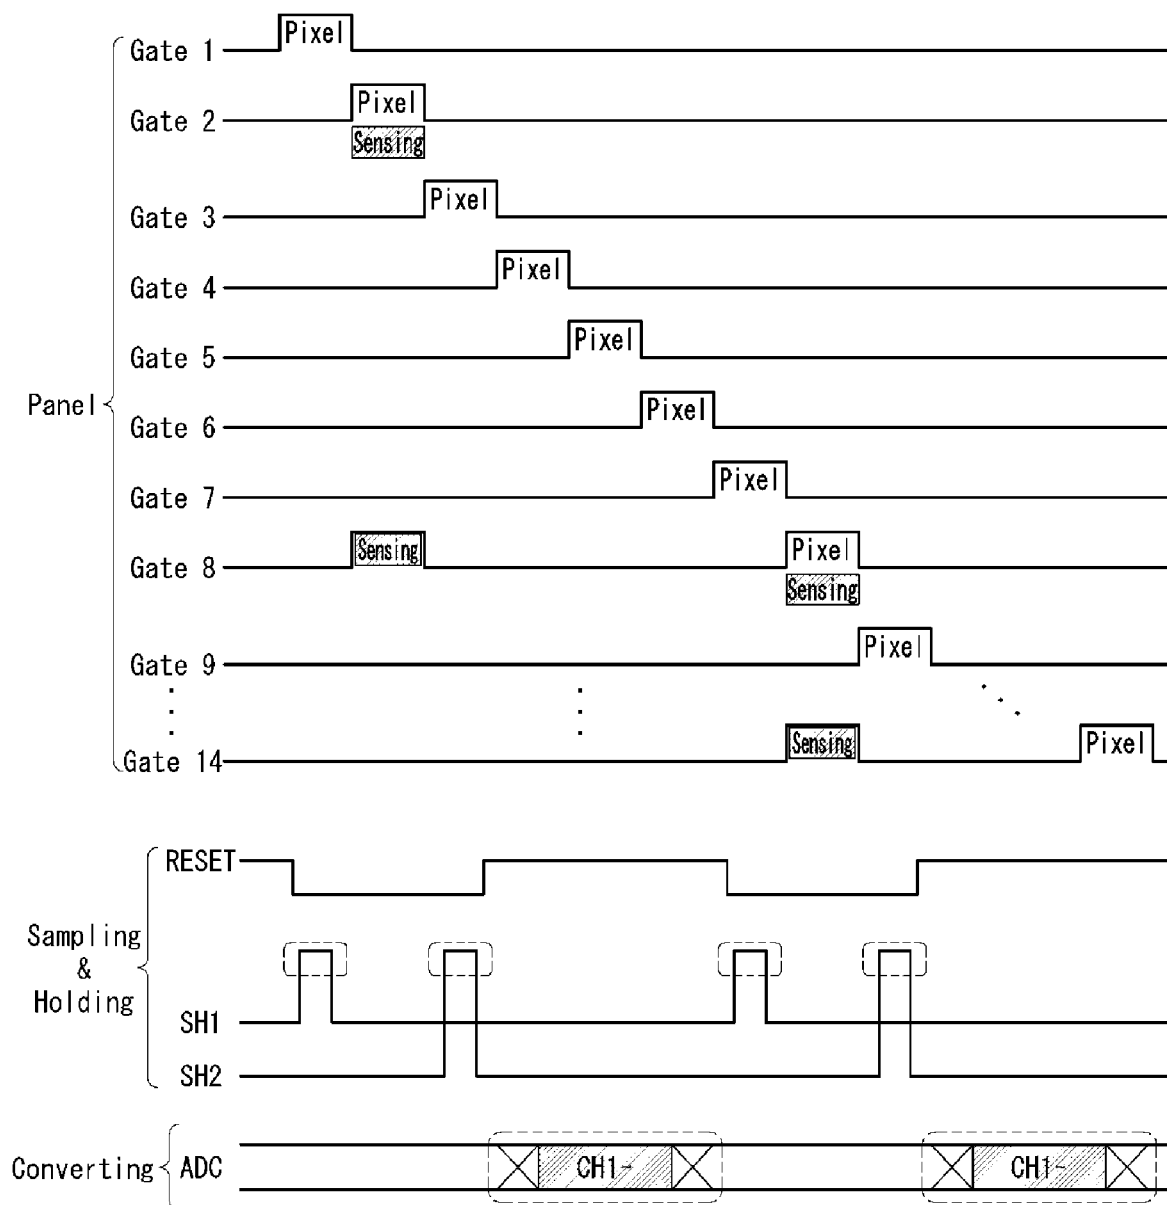 Gate 1 Pixel
Gate 2 Pixel
Sensing
Gate 3 Pixel
Gate 4 Pixel
Gate 5 Pixel
Panel
Gate 6 Pixel
Gate 7 Pixel
Gate 8 Sensing Pixel
Sensing
Gate 9 Pixel
Gate 14 Sensing Pixel
RESET
Sampling
&
Holding
SH1
SH2
Converting ADC CH1- CH1-